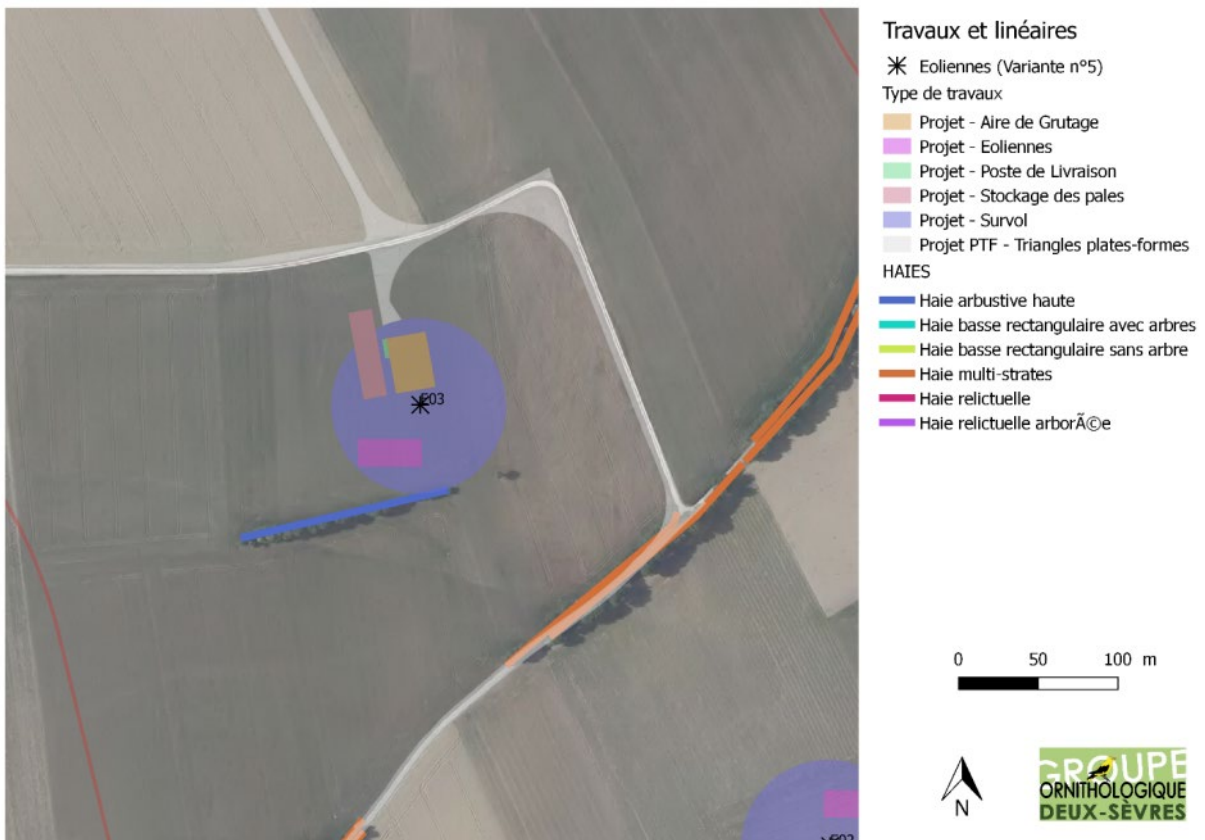 Travaux et linéaires
Eoliennes (Variante n°5)
Type de travaux
Projet - Aire de Grutage
Projet - Eoliennes
Projet - Poste de Livraison
Projet - Stockage des pales
Projet - Survol
Projet PTF - Triangles plates-formes
HAIES
Haie arbustive haute
Haie basse rectangulaire avec arbres
Haie basse rectangulaire sans arbre
Haie multi-strates
Haie relictuelle
Haie relictuelle arborÃ©e
E03
0 50 100 m
N
GROUPE
ORNITHOLOGIQUE
DEUX-SÈVRES